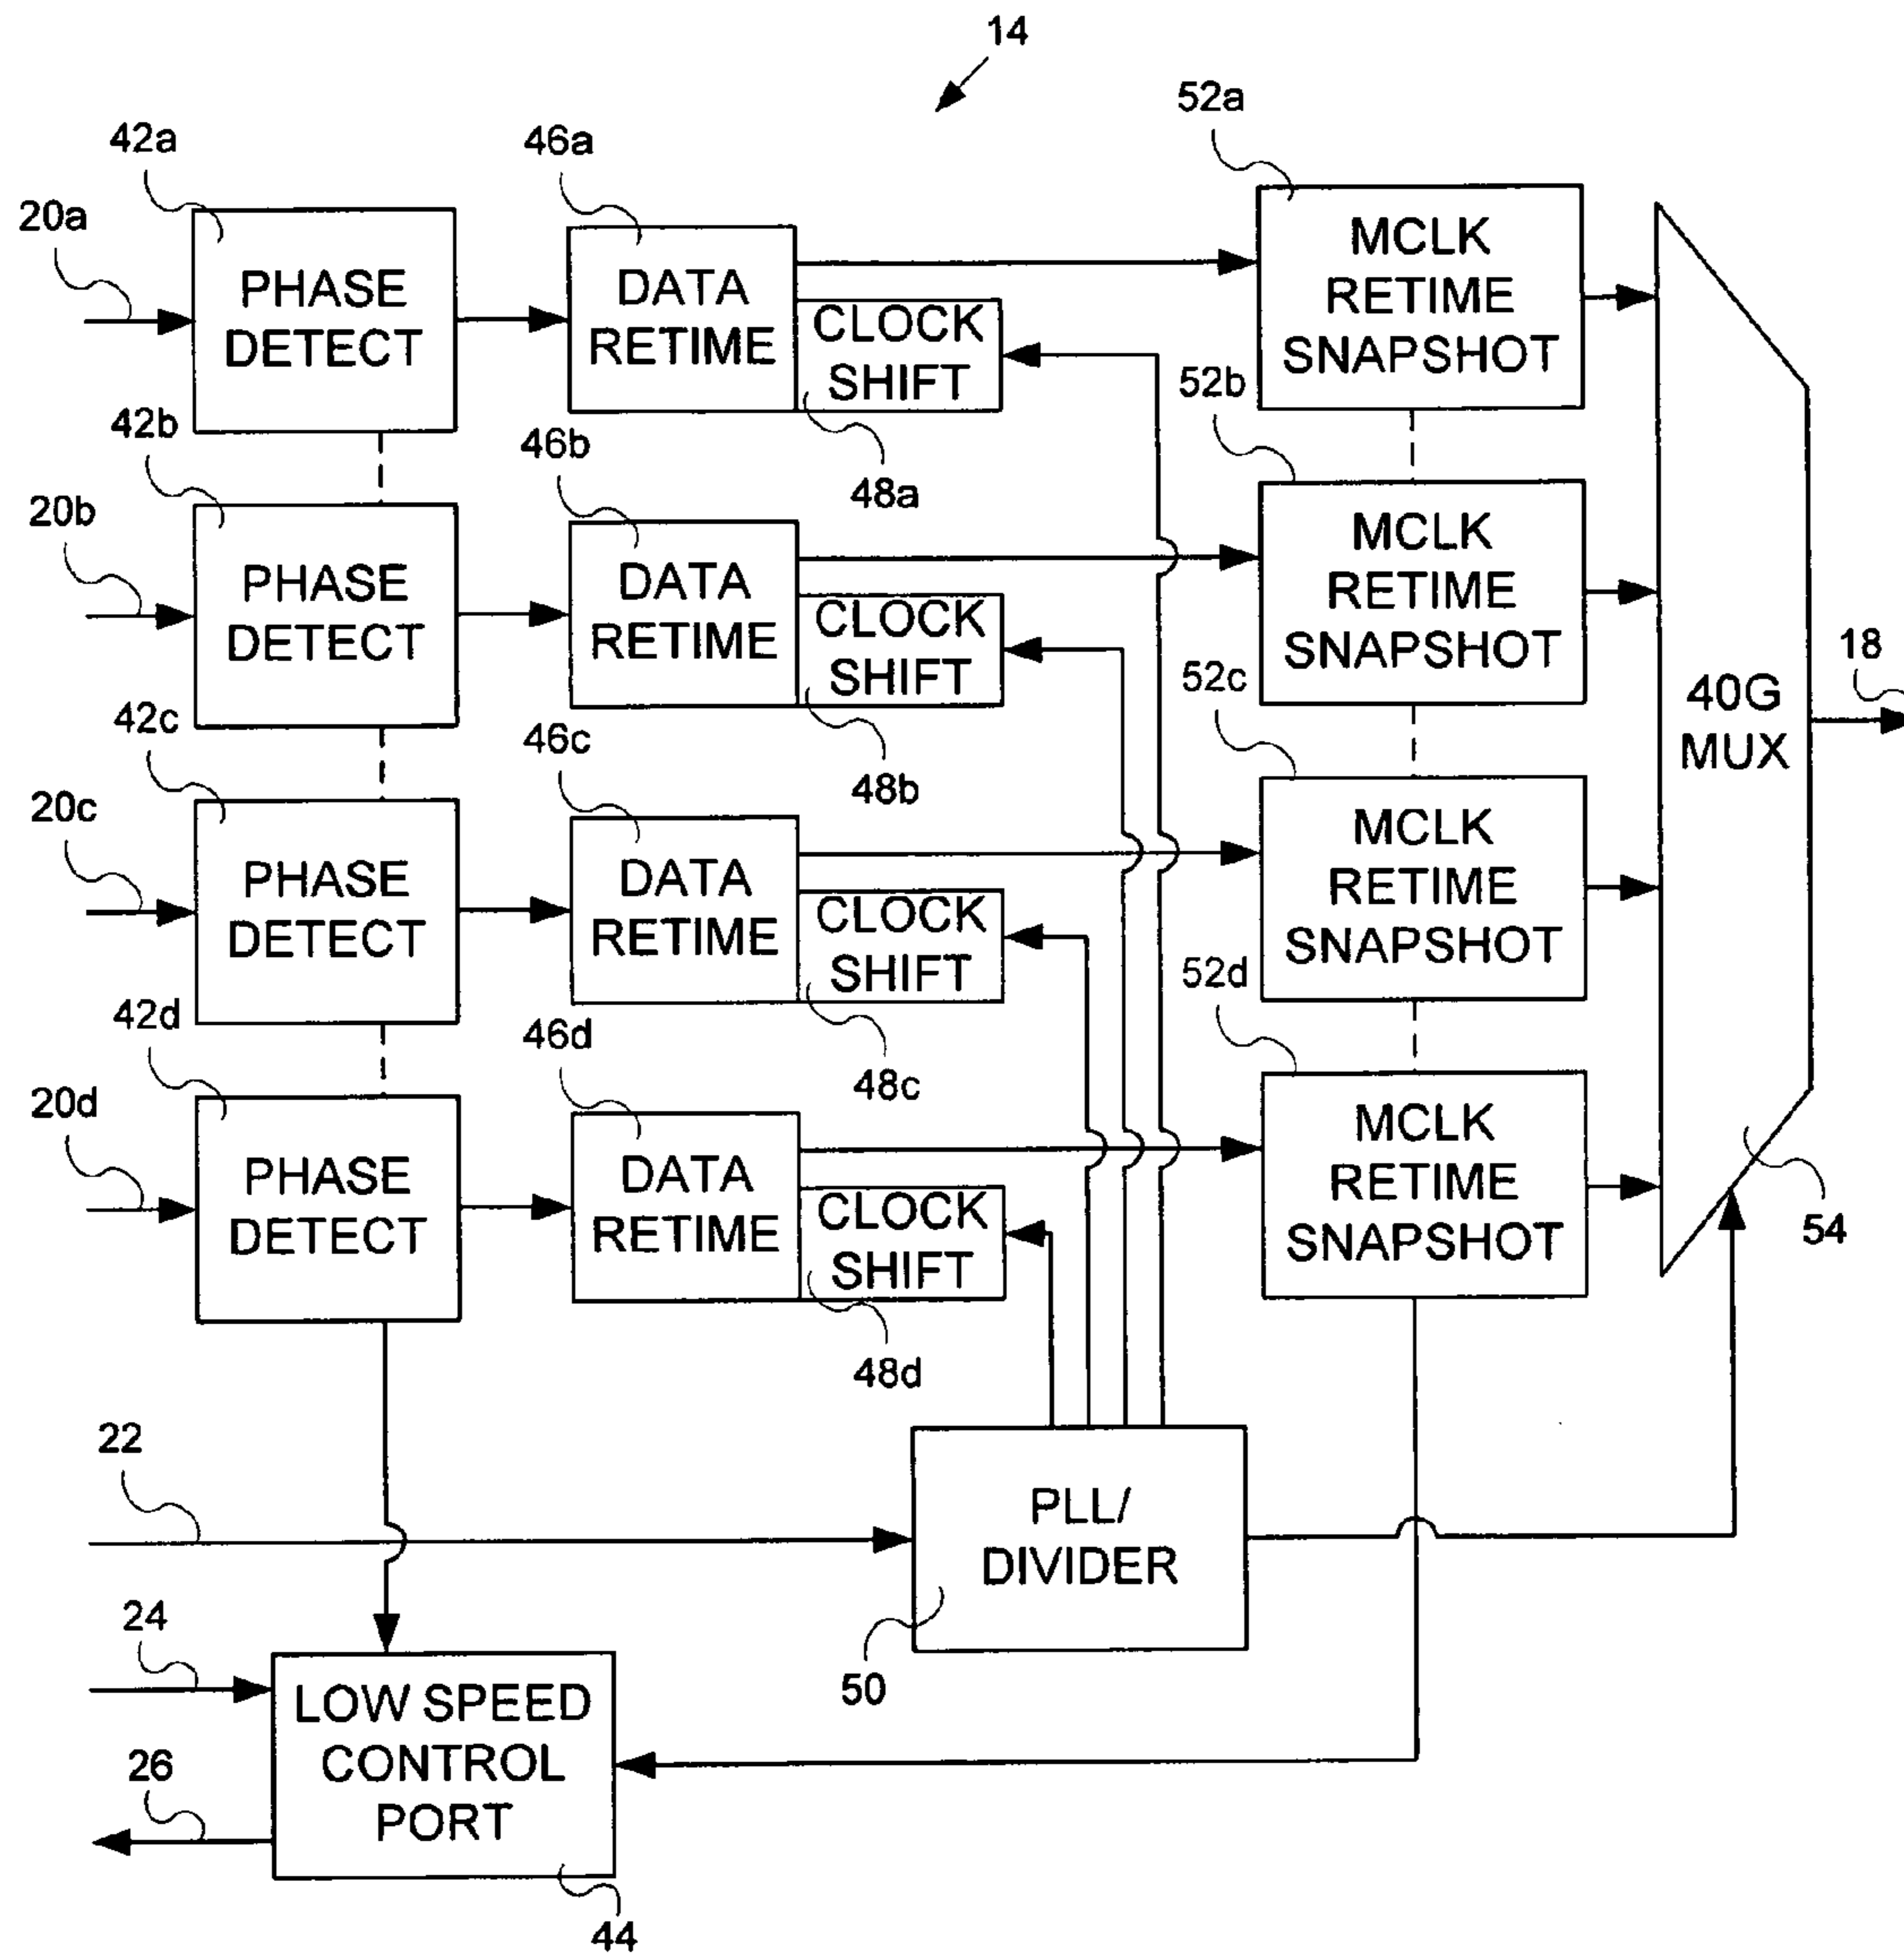 14
52a
42a
46a
20a
PHASE
DETECT
DATA
RETIME
CLOCK
SHIFT
MCLK
RETIME
SNAPSHOT
42b
46b
48a
52b
20b
PHASE
DETECT
DATA
RETIME
CLOCK
SHIFT
MCLK
RETIME
SNAPSHOT
18
40G
MUX
42c
46c
48b
52c
20c
PHASE
DETECT
DATA
RETIME
CLOCK
SHIFT
MCLK
RETIME
SNAPSHOT
42d
46d
48c
52d
20d
PHASE
DETECT
DATA
RETIME
CLOCK
SHIFT
MCLK
RETIME
SNAPSHOT
54
48d
22
PLL/
DIVIDER
24
50
LOW SPEED
CONTROL
PORT
26
44